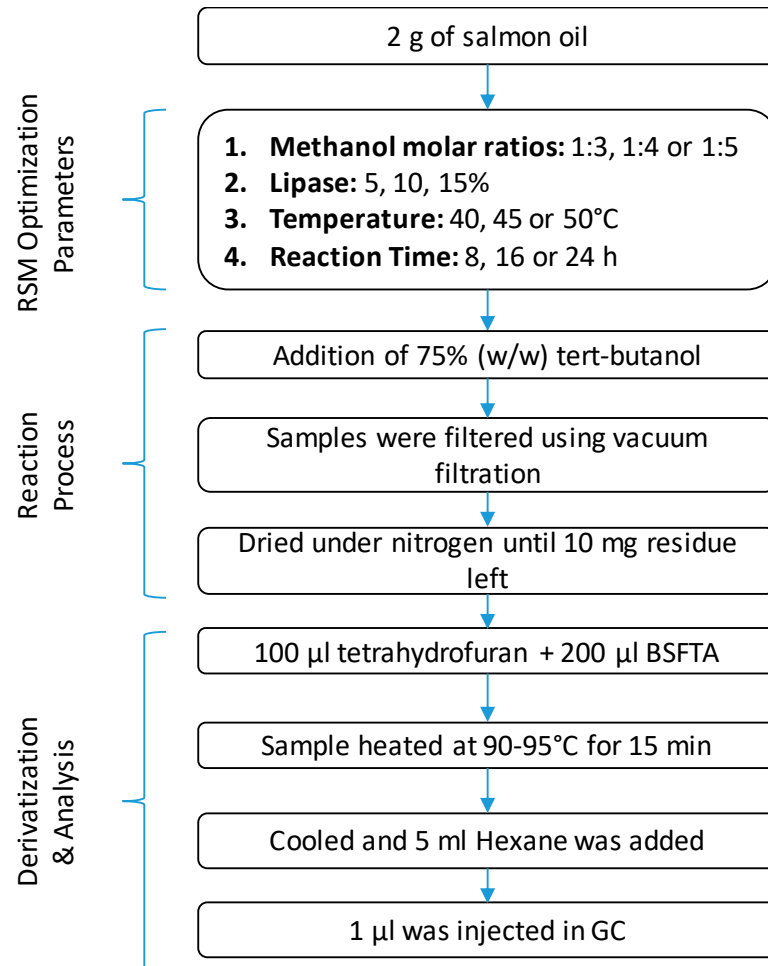 2 g of salmon oil
RSM Optimization
Parameters
1. Methanol molar ratios: 1:3, 1:4 or 1:5
2. Lipase: 5, 10, 15%
3. Temperature: 40, 45 or 50°C
4. Reaction Time: 8, 16 or 24 h
Reaction
Process
Addition of 75% (w/w) tert-butanol
Samples were filtered using vacuum
filtration
Dried under nitrogen until 10 mg residue
left
Derivatization
& Analysis
100 µl tetrahydrofuran + 200 µl BSFTA
Sample heated at 90-95°C for 15 min
Cooled and 5 ml Hexane was added
1 µl was injected in GC